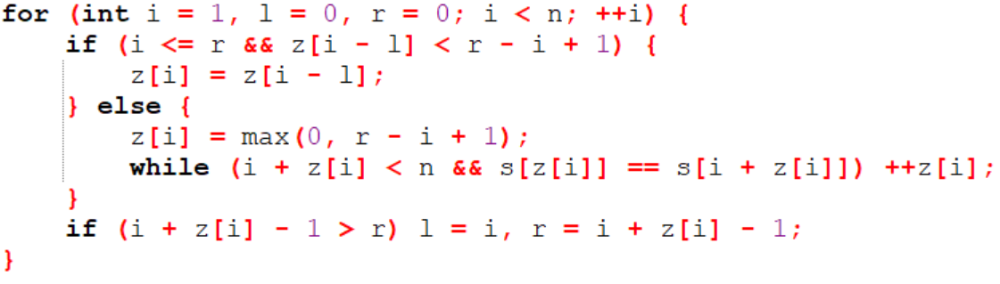 for (int i = 1, l = 0, r = 0; i < n; ++i) {
    if (i <= r && z[i - l] < r - i + 1) {
        z[i] = z[i - l];
    } else {
        z[i] = max(0, r - i + 1);
        while (i + z[i] < n && s[z[i]] == s[i + z[i]]) ++z[i];
    }
    if (i + z[i] - 1 > r) l = i, r = i + z[i] - 1;
}